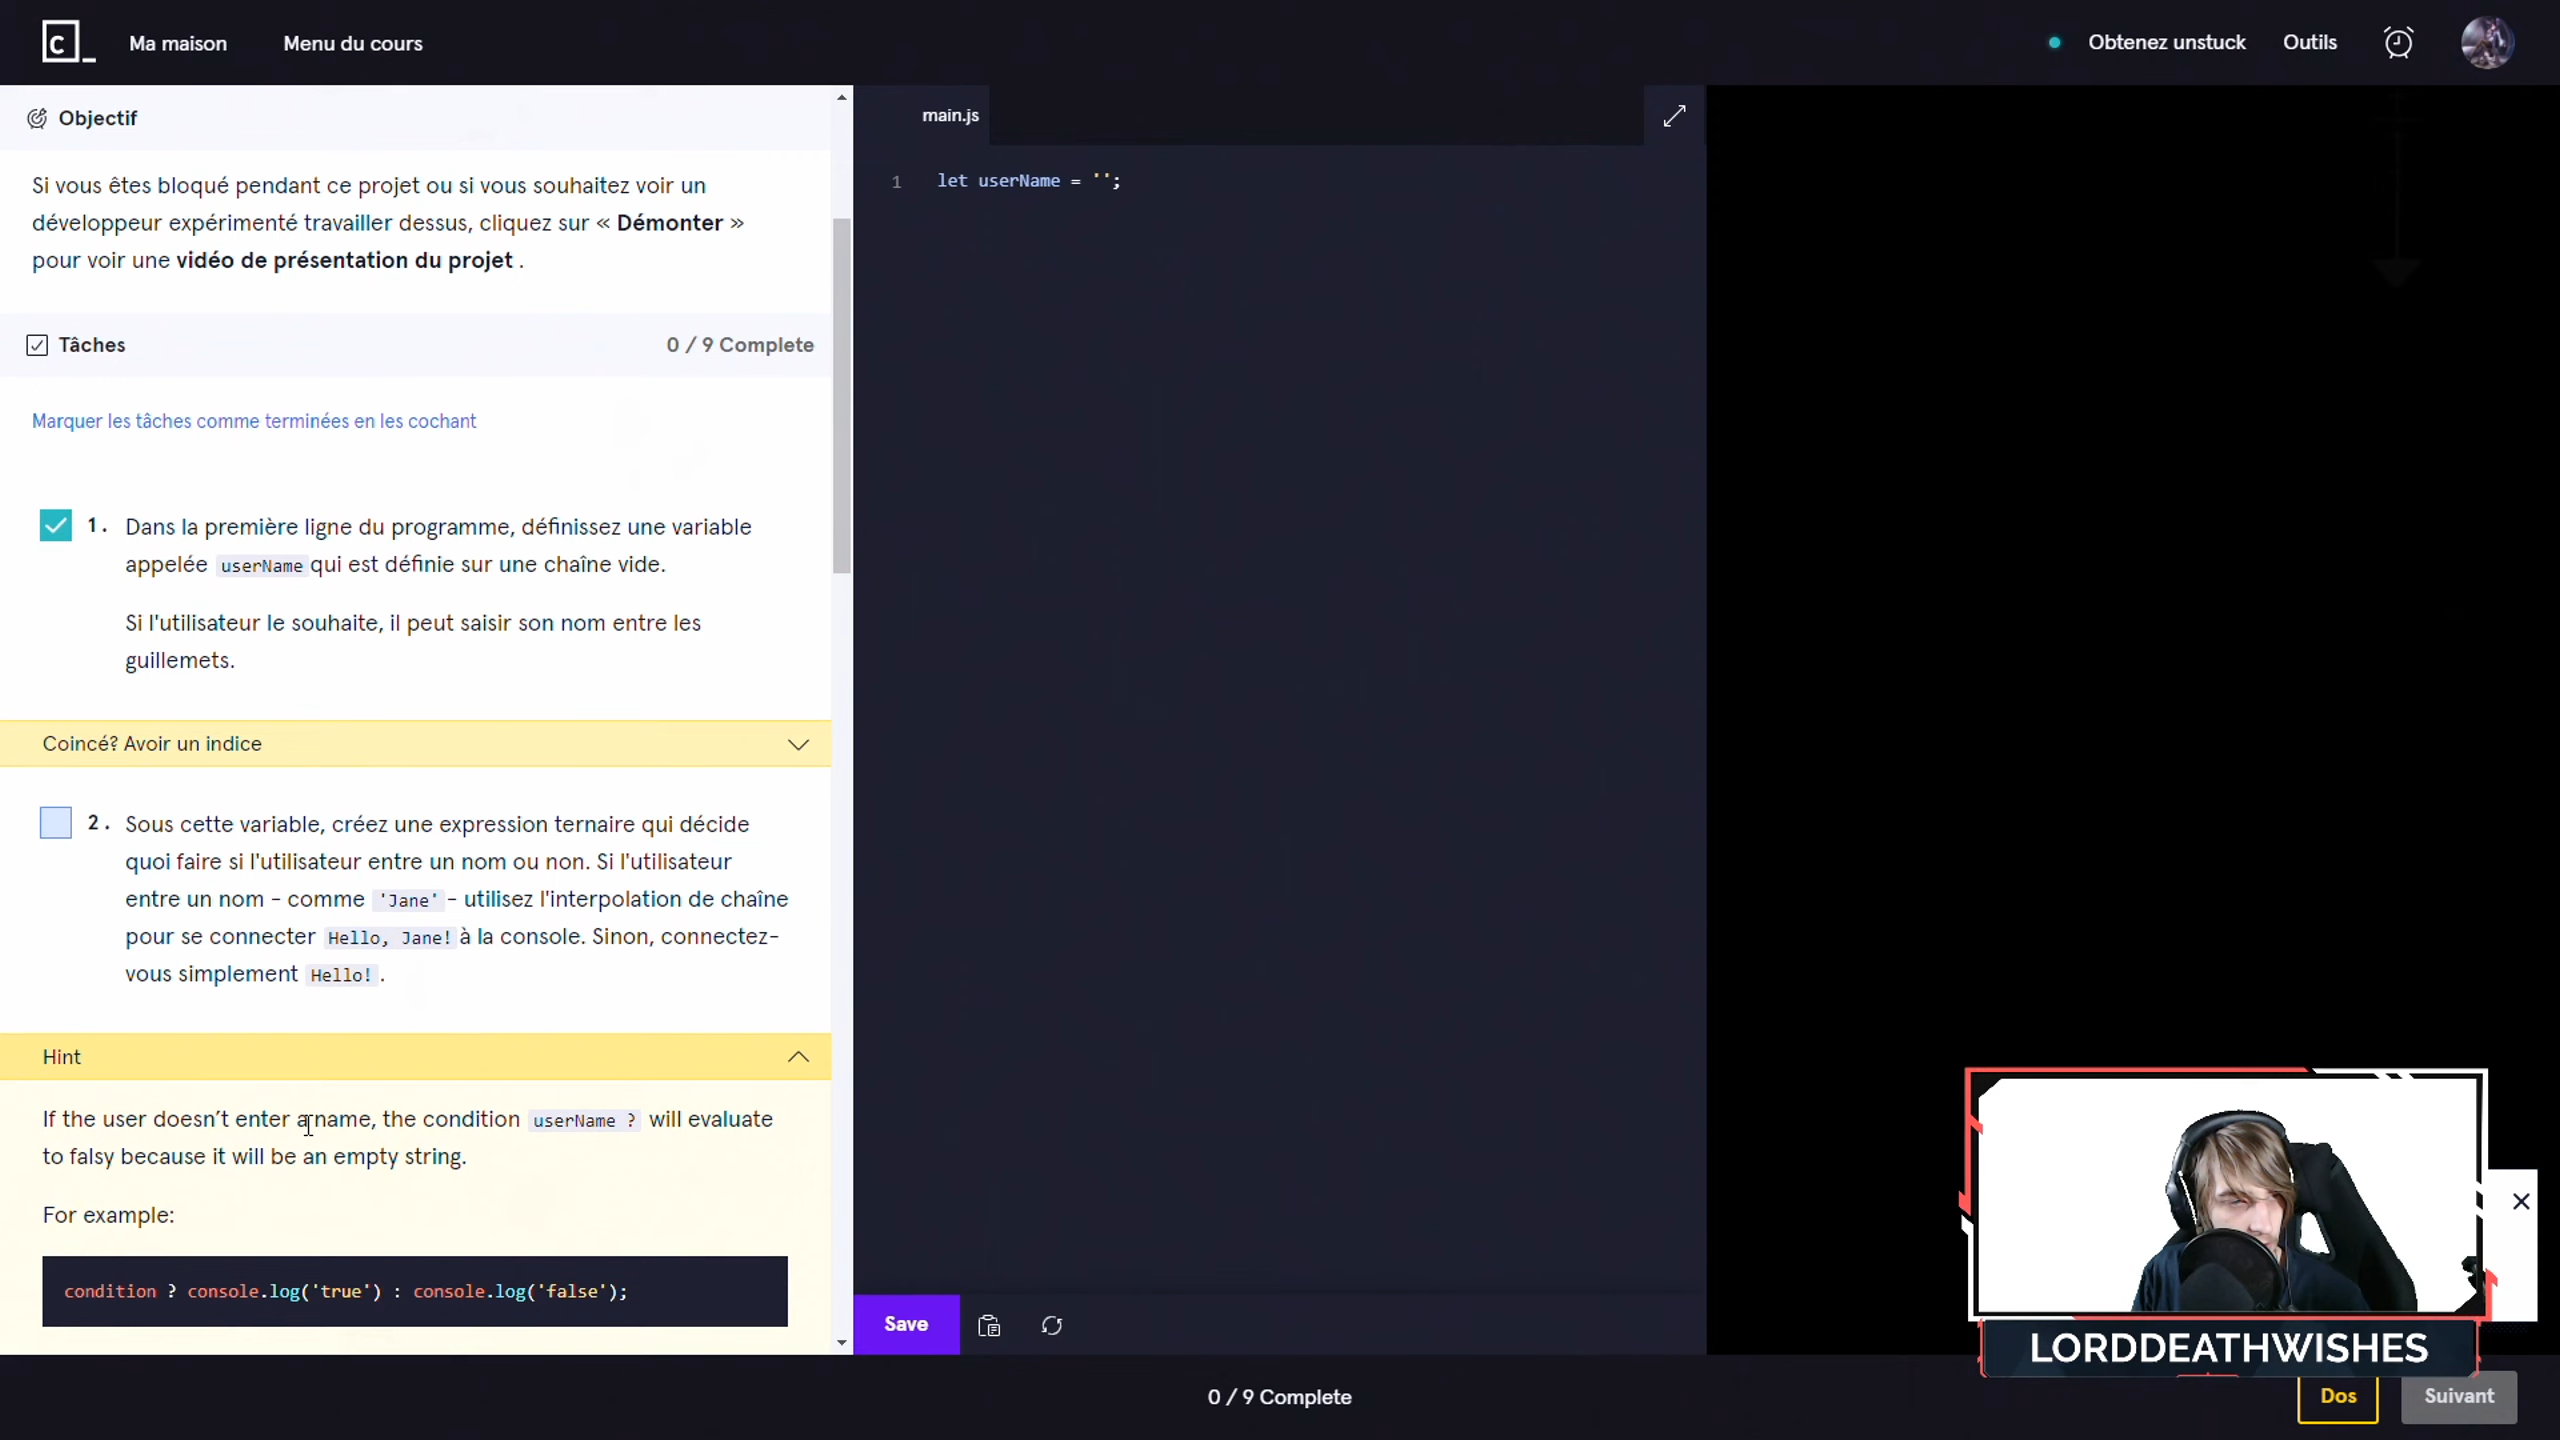 c_
Ma maison
Menu du cours
Obtenez unstuck
Outils
Objectif
Si vous êtes bloqué pendant ce projet ou si vous souhaitez voir un
développeur expérimenté travailler dessus, cliquez sur « Démonter »
pour voir une vidéo de présentation du projet .
Tâches
0 / 9 Complete
Marquer les tâches comme terminées en les cochant
1. Dans la première ligne du programme, définissez une variable
appelée userName qui est définie sur une chaîne vide.
Si l'utilisateur le souhaite, il peut saisir son nom entre les
guillemets.
Coincé? Avoir un indice
2. Sous cette variable, créez une expression ternaire qui décide
quoi faire si l'utilisateur entre un nom ou non. Si l'utilisateur
entre un nom - comme 'Jane' - utilisez l'interpolation de chaîne
pour se connecter Hello, Jane! à la console. Sinon, connectez-
vous simplement Hello! .
Hint
If the user doesn’t enter a name, the condition userName ? will evaluate
to falsy because it will be an empty string.
For example:
condition ? console.log('true') : console.log('false');
main.js
1 let userName = '';
Save
LORDDEATHWISHES
0 / 9 Complete
Dos
Suivant